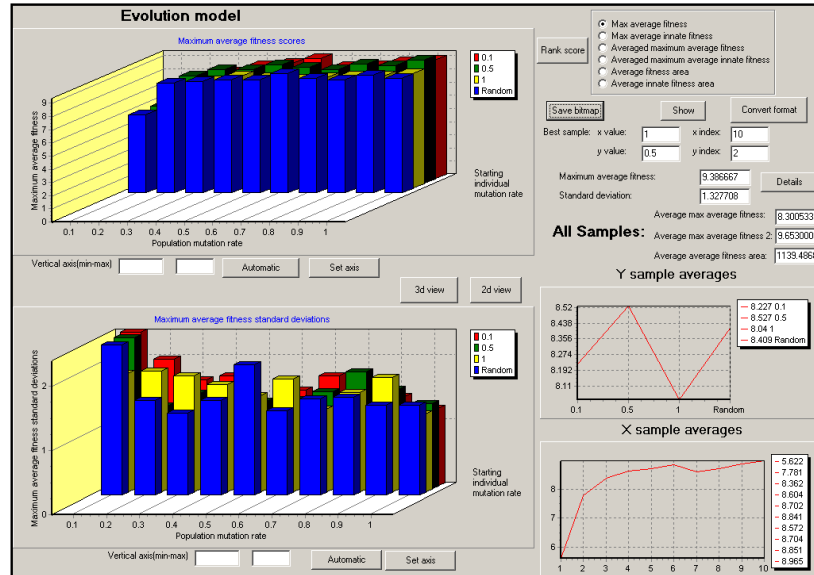 Evolution model
Maximum average fitness scores
0.1
0.5
1
Random
Maximum average fitness
9
8
7
6
5
4
3
2
1
0
0.1 0.2 0.3 0.4 0.5 0.6 0.7 0.8 0.9 1
Population mutation rate
Starting individual mutation rate
Vertical axis(min-max)
Automatic
Set axis
3d view
2d view
Maximum average fitness standard deviations
0.1
0.5
1
Random
Maximum average fitness standard deviations
2
1
0
0.1 0.2 0.3 0.4 0.5 0.6 0.7 0.8 0.9 1
Population mutation rate
Starting individual mutation rate
Vertical axis(min-max)
Automatic
Set axis
Rank score
Max average fitness
Max average innate fitness
Averaged maximum average fitness
Averaged maximum average innate fitness
Average fitness area
Average innate fitness area
Save bitmap
Show
Convert format
Best sample: x value: 1 x index: 10
y value: 0.5 y index: 2
Maximum average fitness: 9.386667
Standard deviation: 1.327708
Details
All Samples:
Average max average fitness: 8.300533
Average max average fitness 2: 9.653000
Average average fitness area: 1139.4868
Y sample averages
8.52
8.438
8.356
8.274
8.192
8.11
0.1 0.5 1 Random
8.227 0.1
8.527 0.5
8.04 1
8.409 Random
X sample averages
8
7
6
1 2 3 4 5 6 7 8 9 10
5.622
7.781
8.362
8.604
8.702
8.841
8.572
8.704
8.851
8.965